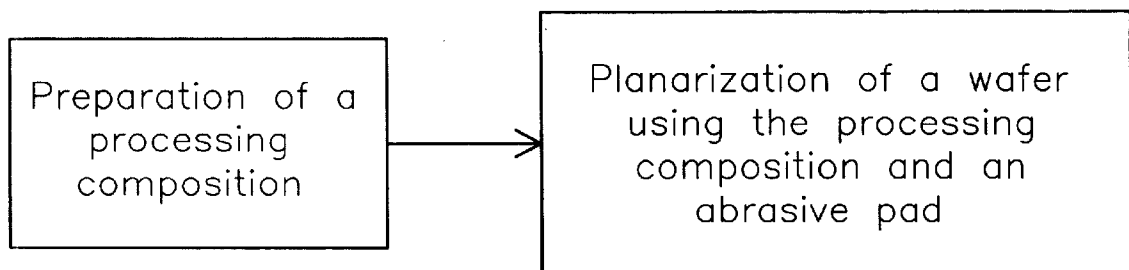 Preparation of a
processing
composition
Planarization of a wafer
using the processing
composition and an
abrasive pad